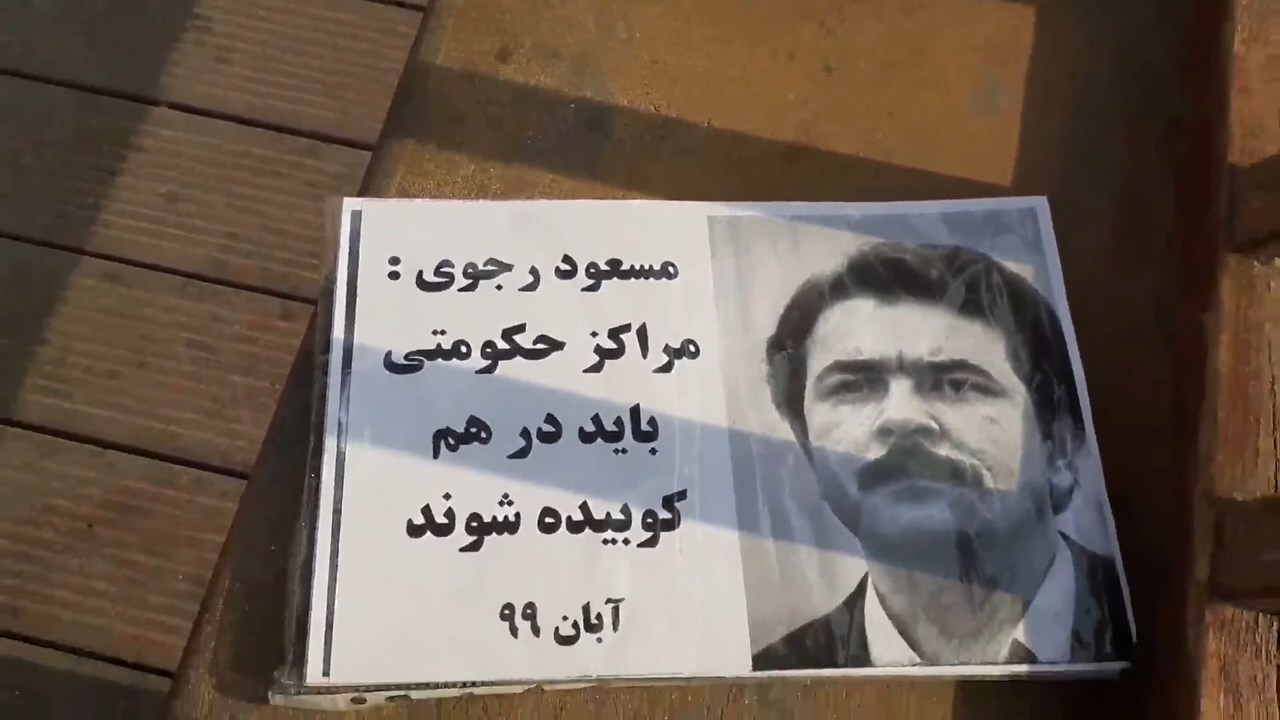 مسعود رجوی :
مراکز حکومتی
باید در هم
کوبیده شوند
آبان ۹۹